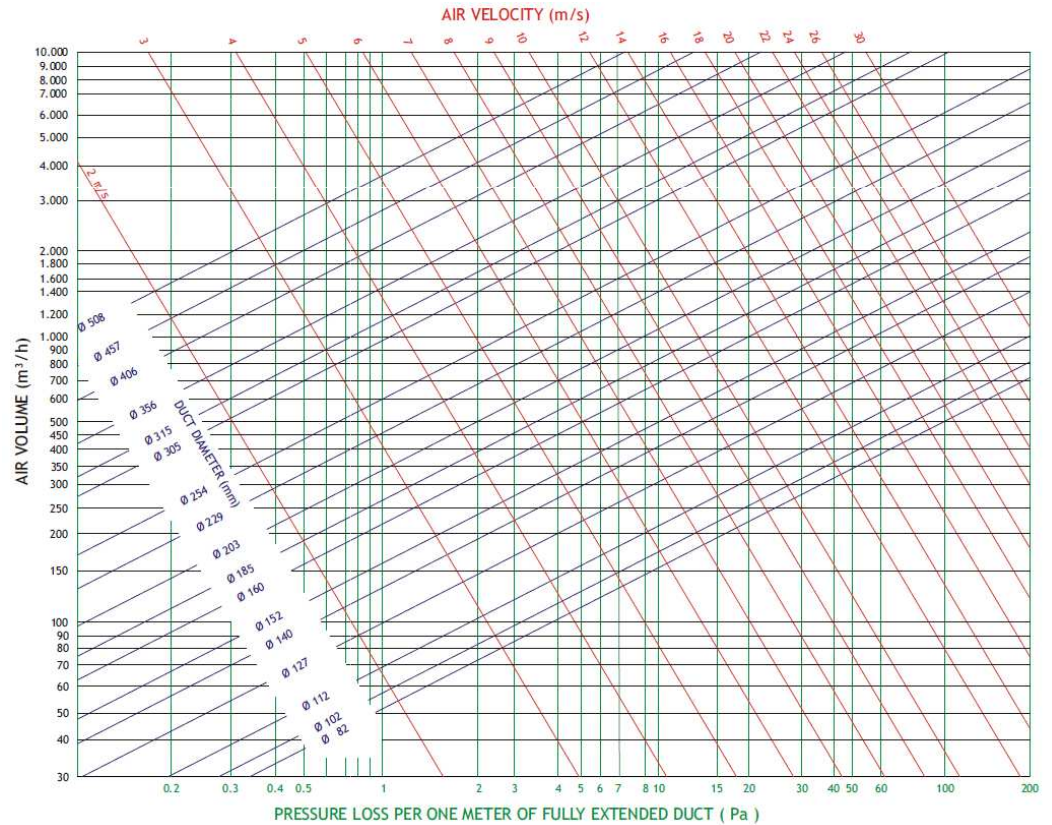 AIR VELOCITY (m/s)
3 4 5 6 7 8 9 10 12 14 16 18 20 22 24 26 30
10.000
9.000
8.000
7.000
6.000
5.000
4.000
3.000
2.000
1.800
1.600
1.400
1.200
1.000
900
800
700
600
500
450
400
350
300
250
200
150
100
90
80
70
60
50
40
30
AIR VOLUME (m³/h)
2 m/s
Ø 508
Ø 457
Ø 406
Ø 356
Ø 315
Ø 305
Ø 254
Ø 229
Ø 203
Ø 185
Ø 160
Ø 152
Ø 140
Ø 127
Ø 112
Ø 102
Ø 82
DUCT DIAMETER (mm)
0.2 0.3 0.4 0.5 1 2 3 4 5 6 7 8 10 15 20 30 40 50 60 100 200
PRESSURE LOSS PER ONE METER OF FULLY EXTENDED DUCT ( Pa )